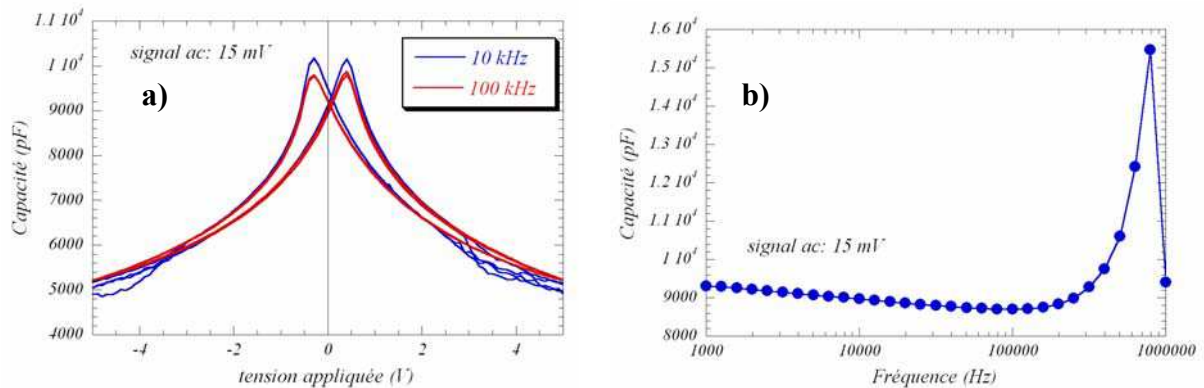 a)
1.1 10⁴
1 10⁴
9000
8000
7000
6000
5000
4000
Capacité (pF)
signal ac: 15 mV
10 kHz
100 kHz
-4
-2
0
2
4
tension appliquée (V)
b)
1.6 10⁴
1.5 10⁴
1.4 10⁴
1.3 10⁴
1.2 10⁴
1.1 10⁴
1 10⁴
9000
8000
Capacité (pF)
signal ac: 15 mV
1000
10000
100000
1000000
Fréquence (Hz)